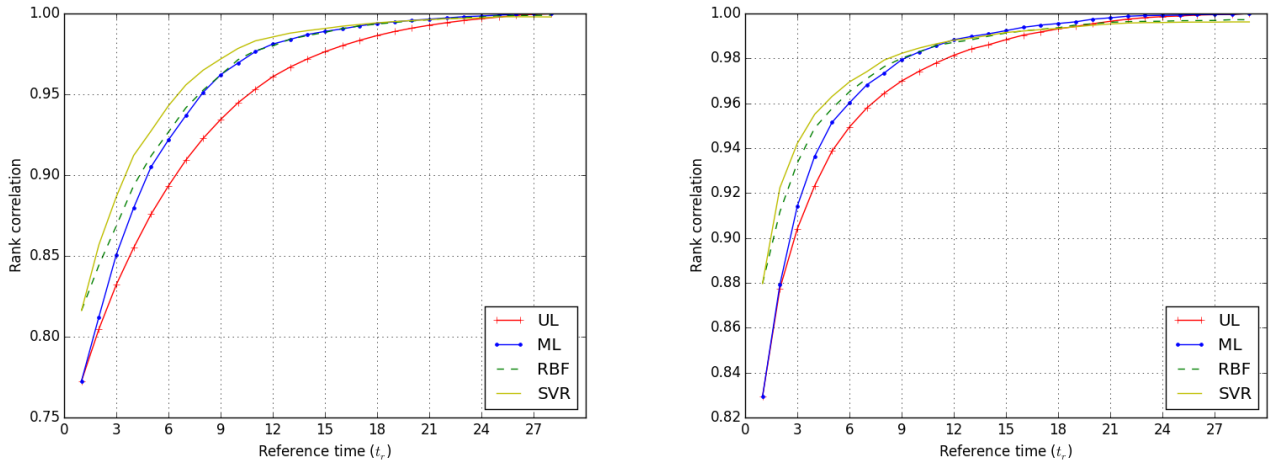 1.00
0.95
0.90
0.85
0.80
0.75
Rank correlation
0 3 6 9 12 15 18 21 24 27
Reference time (t_r)
UL
ML
RBF
SVR
1.00
0.98
0.96
0.94
0.92
0.90
0.88
0.86
0.84
0.82
Rank correlation
0 3 6 9 12 15 18 21 24 27
Reference time (t_r)
UL
ML
RBF
SVR